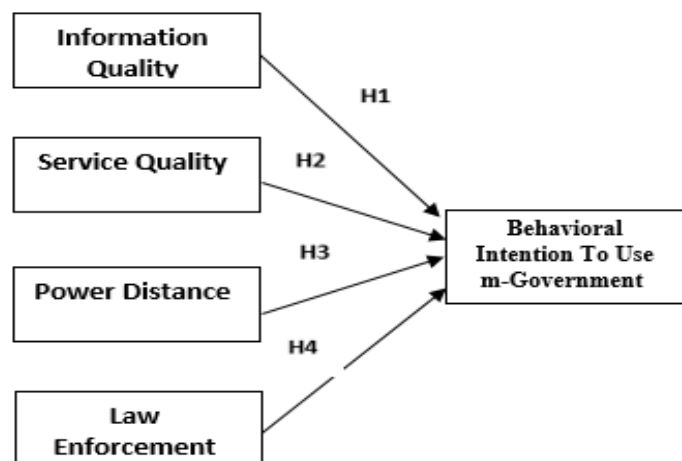 Information
Quality
H1
Service Quality
H2
Behavioral
Intention To Use
m-Government
H3
Power Distance
H4
Law
Enforcement